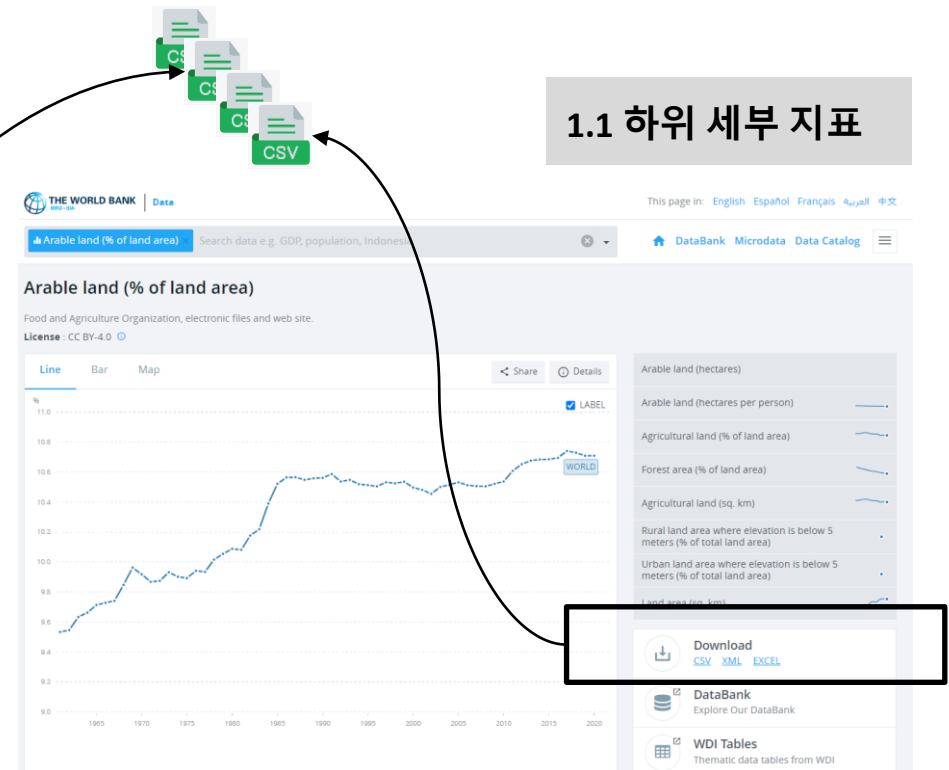 CSV
1.1 하위 세부 지표
THE WORLD BANK
IBRD • IDA
Data
This page in: English Español Français العربية 中文
Arable land (% of land area) ×
Search data e.g. GDP, population, Indonesia
DataBank Microdata Data Catalog
Arable land (% of land area)
Food and Agriculture Organization, electronic files and web site.
License : CC BY-4.0
Line Bar Map
Share Details
%
LABEL
11.0
10.8
10.6
10.4
10.2
10.0
9.8
9.6
9.4
9.2
9.0
WORLD
1965 1970 1975 1980 1985 1990 1995 2000 2005 2010 2015 2020
Arable land (hectares)
Arable land (hectares per person)
Agricultural land (% of land area)
Forest area (% of land area)
Agricultural land (sq. km)
Rural land area where elevation is below 5
meters (% of total land area)
Urban land area where elevation is below 5
meters (% of total land area)
Land area (sq. km)
Download
CSV XML EXCEL
DataBank
Explore Our DataBank
WDI Tables
Thematic data tables from WDI